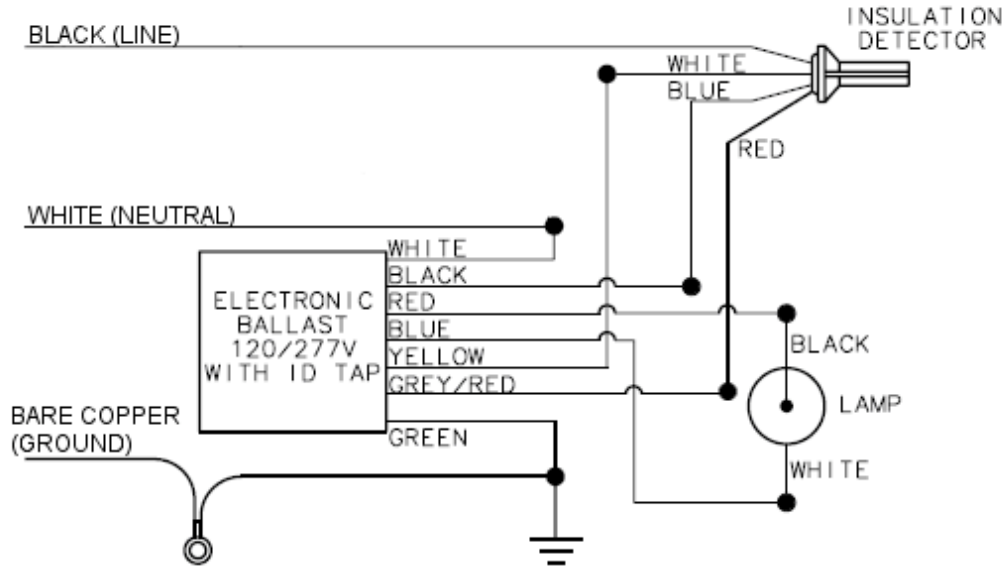 BLACK (LINE)
INSULATION
DETECTOR
WHITE
BLUE
RED
WHITE (NEUTRAL)
WHITE
BLACK
RED
BLUE
YELLOW
GREY/RED
GREEN
ELECTRONIC
BALLAST
120/277V
WITH ID TAP
BLACK
LAMP
WHITE
BARE COPPER
(GROUND)